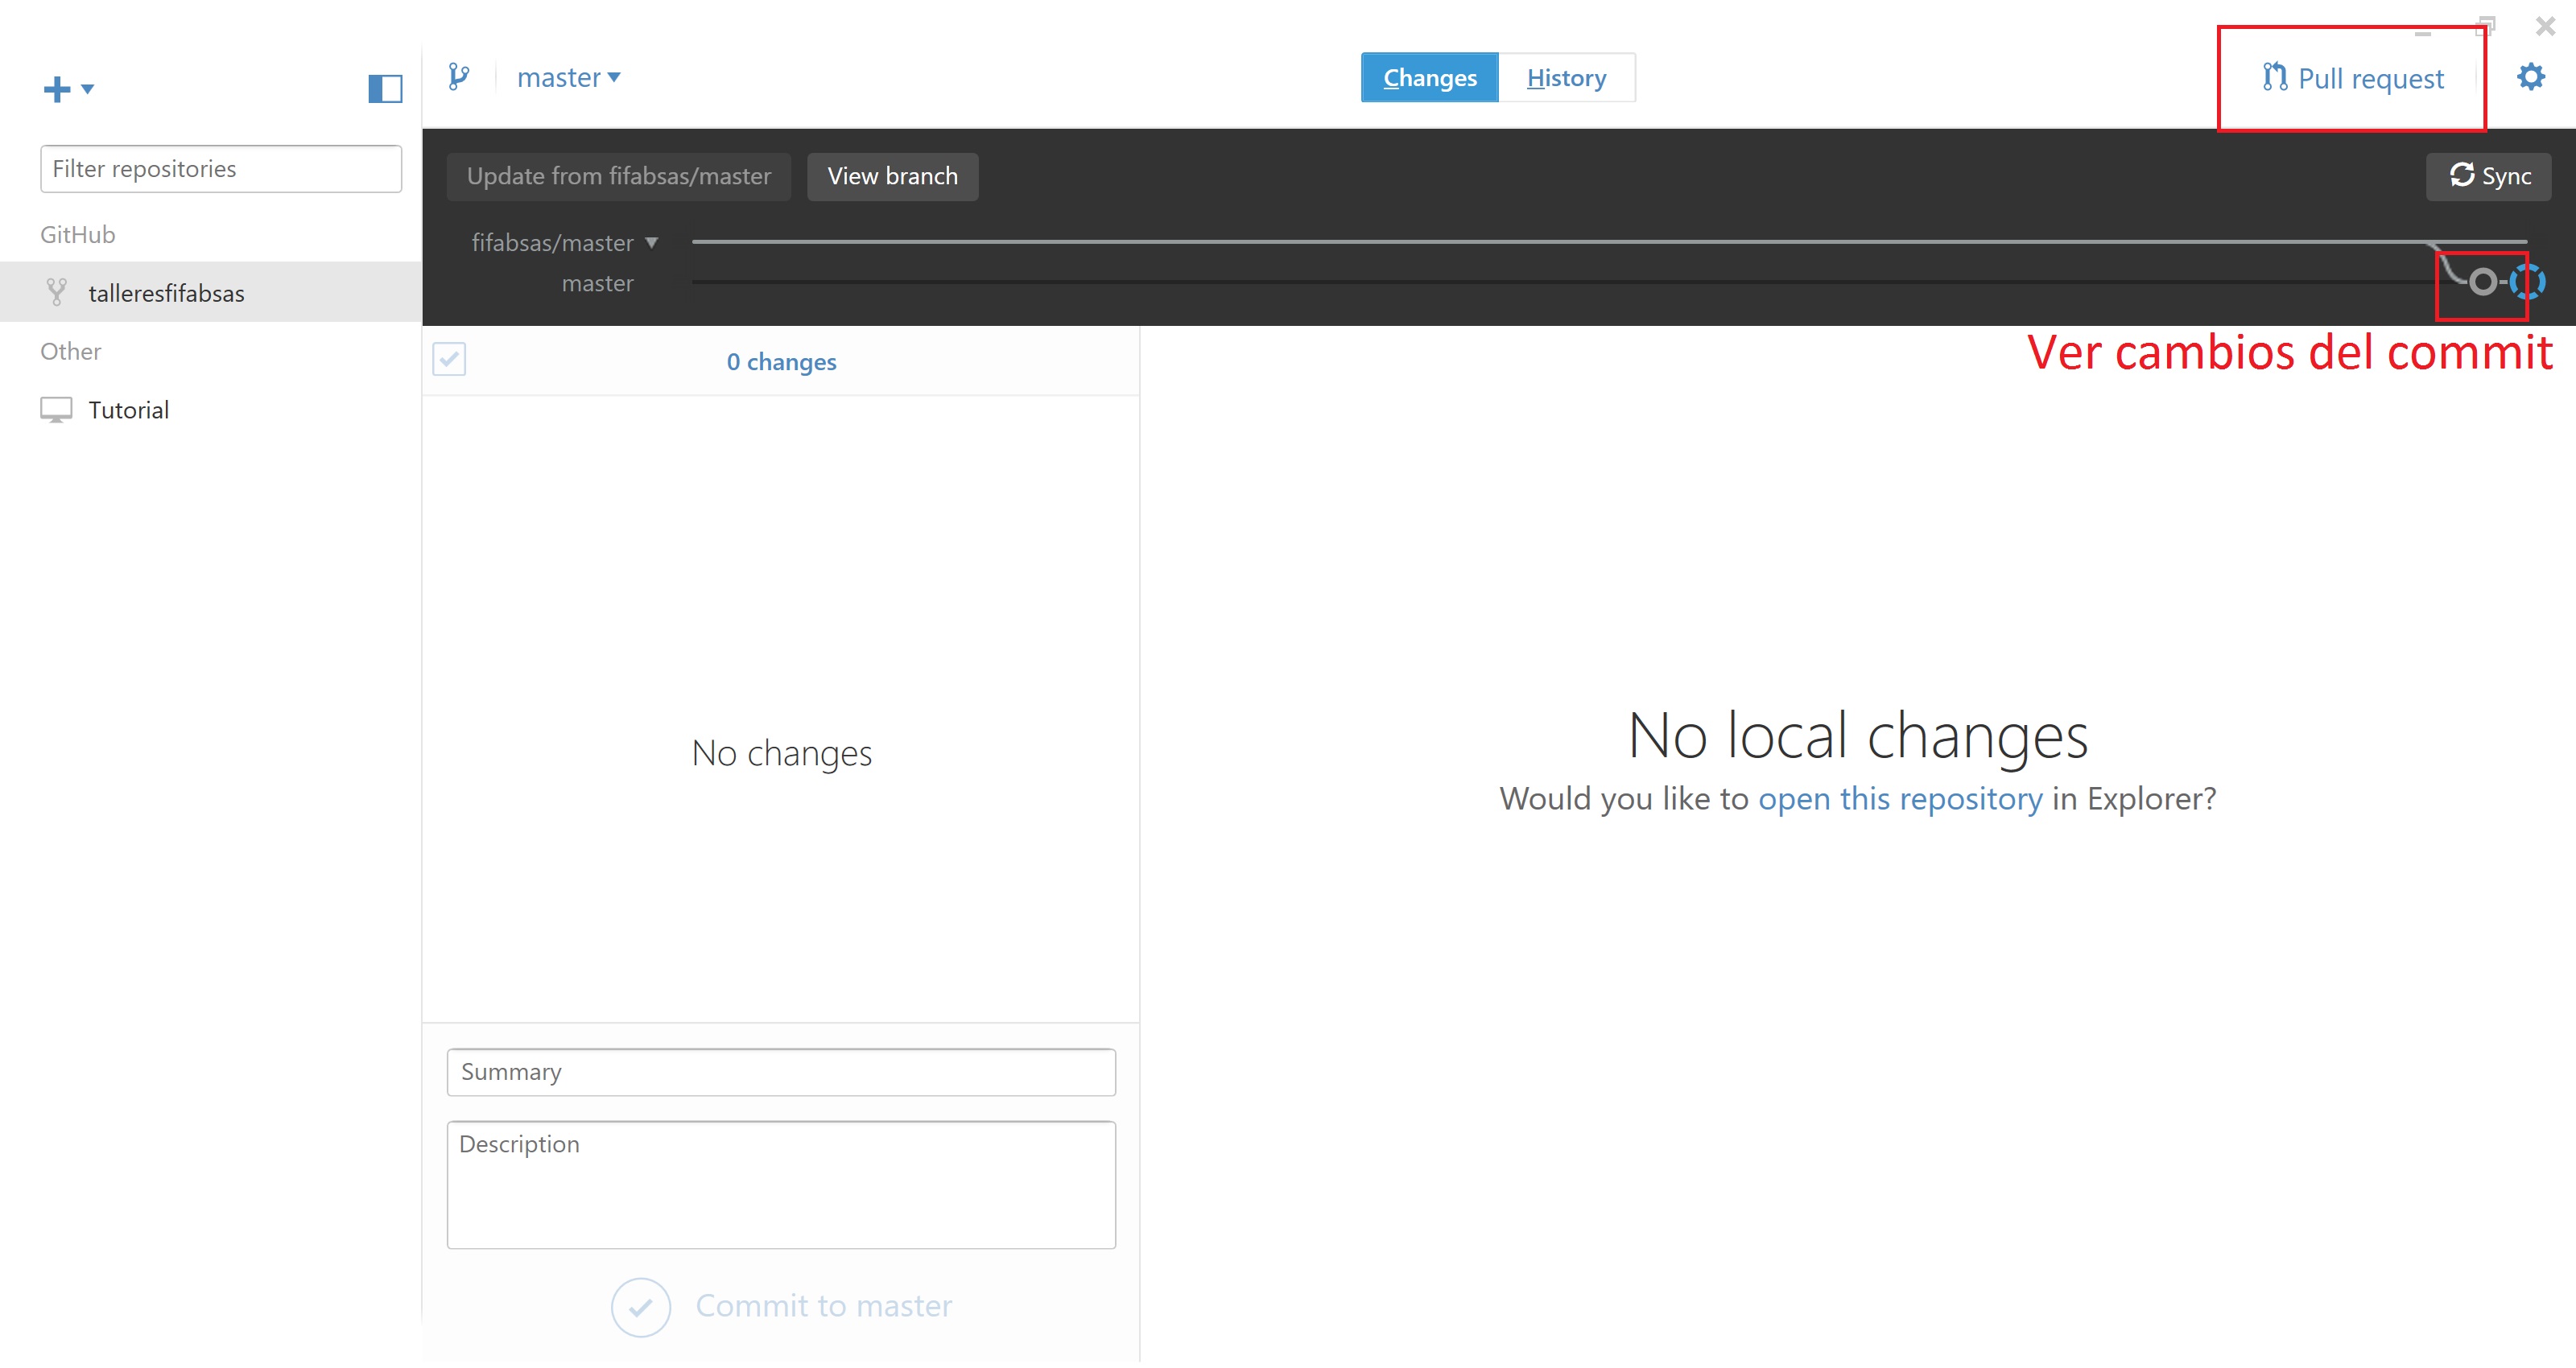 master
Changes
History
Pull request
Filter repositories
Update from fifabsas/master
View branch
Sync
GitHub
fifabsas/master
master
talleresfifabsas
Other
0 changes
Ver cambios del commit
Tutorial
No changes
No local changes
Would you like to open this repository in Explorer?
Summary
Description
Commit to master